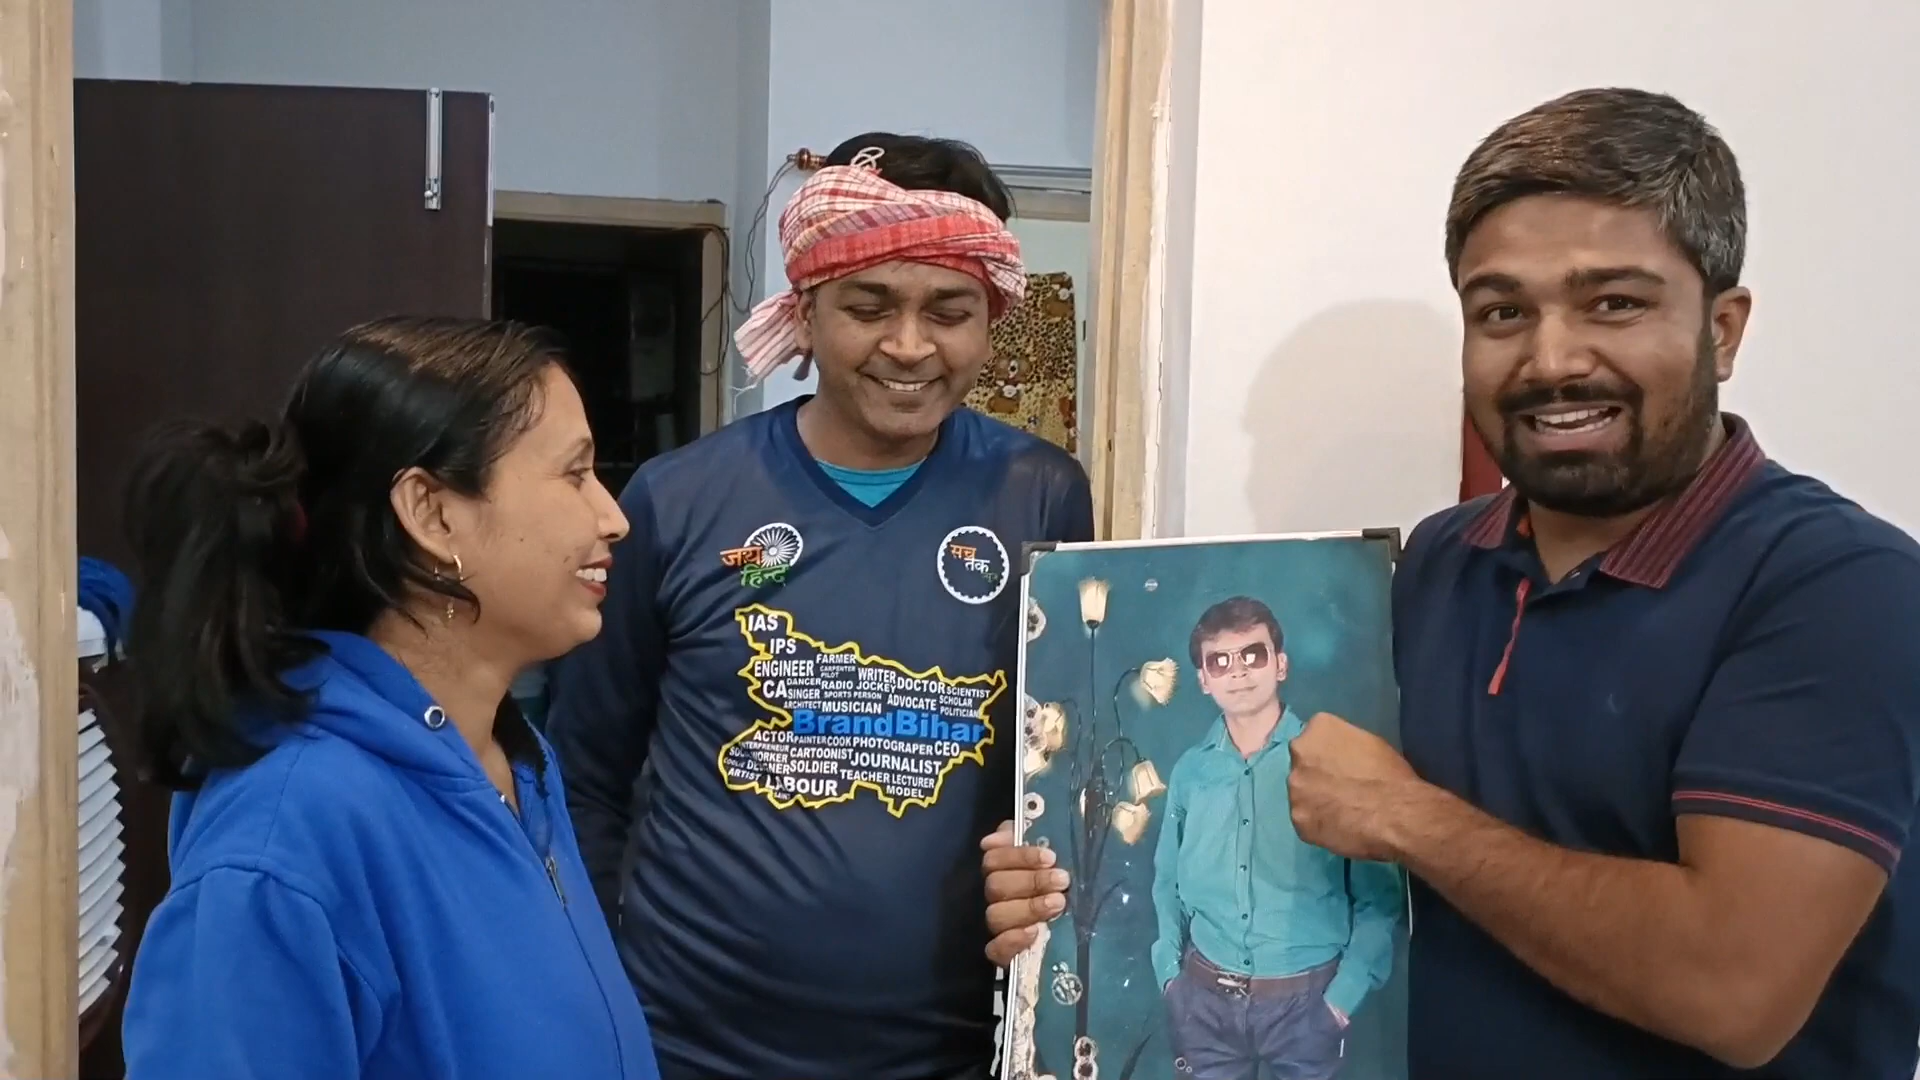 जय
हिन्द
सच
तक
IAS
IPS
ENGINEER FARMER
CARPENTER
PILOT
WRITER DOCTOR SCIENTIST
CA DANCER RADIO JOCKEY
SINGER SPORTS PERSON ADVOCATE SCHOLAR
ARCHITECT MUSICIAN POLITICIAN
BrandBihar
ACTOR PAINTER COOK PHOTOGRAPER CEO
CARTOONIST JOURNALIST
SOLDIER TEACHER LECTURER
ARTIST LABOUR MODEL